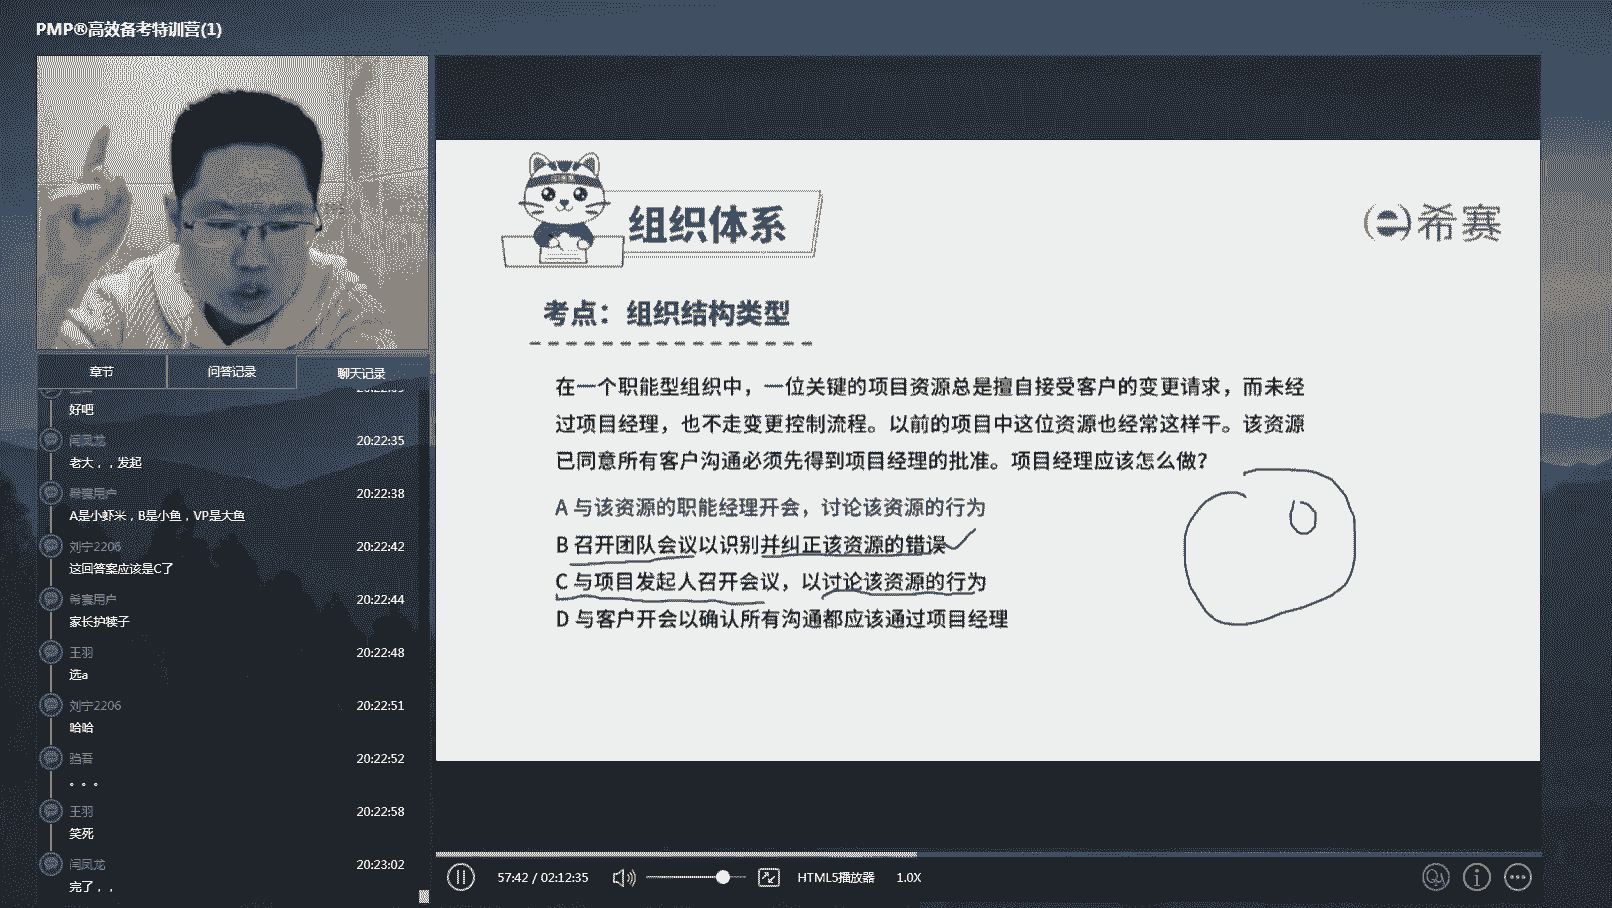 PMP®高效备考特训营(1)
章节
问答记录
聊天记录
好吧
闫凤龙 20:22:35
老大，，发起
希赛用户 20:22:38
A是小虾米，B是小鱼，VP是大鱼
刘宁2206 20:22:42
这回答案应该是C了
希赛用户 20:22:44
家长护犊子
王羽 20:22:48
选a
刘宁2206 20:22:51
哈哈
20:22:52
。。。
王羽 20:22:58
笑死
闫凤龙 20:23:02
完了，，
组织体系
希赛
考点：组织结构类型
在一个职能型组织中，一位关键的项目资源总是擅自接受客户的变更请求，而未经
过项目经理，也不走变更控制流程。以前的项目中这位资源也经常这样干。该资源
已同意所有客户沟通必须先得到项目经理的批准。项目经理应该怎么做？
A 与该资源的职能经理开会，讨论该资源的行为
B 召开团队会议以识别并纠正该资源的错误
C 与项目发起人召开会议，以讨论该资源的行为
D 与客户开会以确认所有沟通都应该通过项目经理
57:42 / 02:12:35
HTML5播放器
1.0X